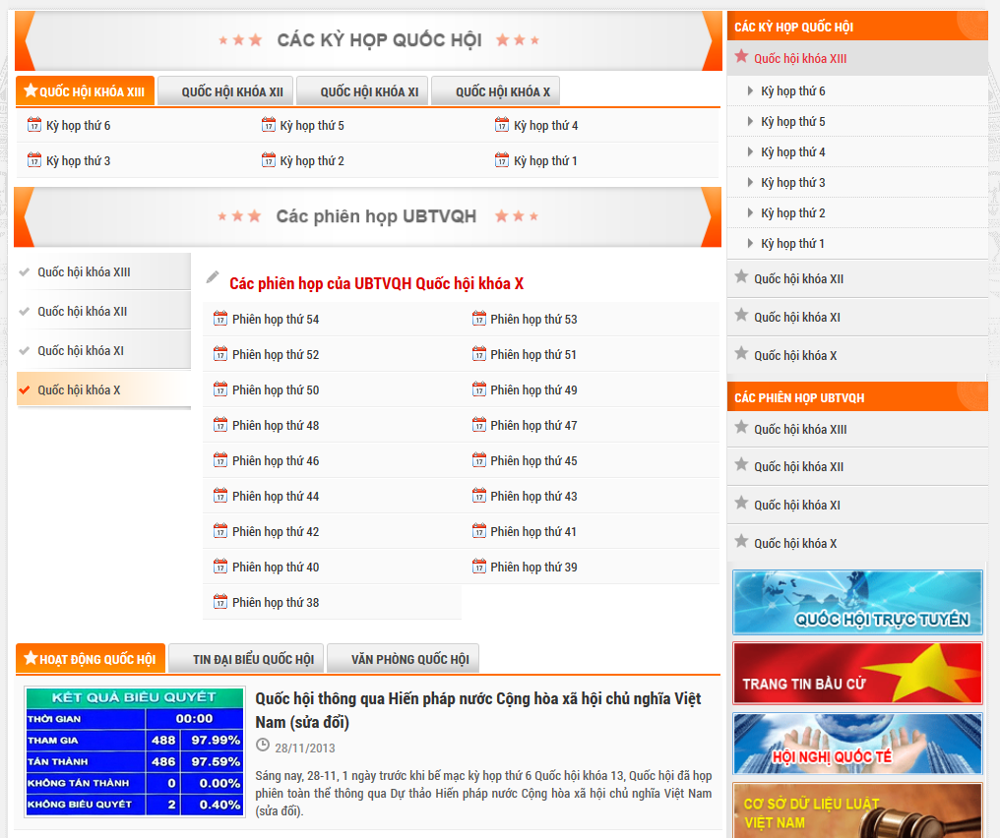 CÁC KỲ HỌP QUỐC HỘI
QUỐC HỘI KHÓA XIII
QUỐC HỘI KHÓA XII
QUỐC HỘI KHÓA XI
QUỐC HỘI KHÓA X
Kỳ họp thứ 6
Kỳ họp thứ 5
Kỳ họp thứ 4
Kỳ họp thứ 3
Kỳ họp thứ 2
Kỳ họp thứ 1
Các phiên họp UBTVQH
Quốc hội khóa XIII
Quốc hội khóa XII
Quốc hội khóa XI
Quốc hội khóa X
Các phiên họp của UBTVQH Quốc hội khóa X
Phiên họp thứ 54
Phiên họp thứ 53
Phiên họp thứ 52
Phiên họp thứ 51
Phiên họp thứ 50
Phiên họp thứ 49
Phiên họp thứ 48
Phiên họp thứ 47
Phiên họp thứ 46
Phiên họp thứ 45
Phiên họp thứ 44
Phiên họp thứ 43
Phiên họp thứ 42
Phiên họp thứ 41
Phiên họp thứ 40
Phiên họp thứ 39
Phiên họp thứ 38
HOẠT ĐỘNG QUỐC HỘI
TIN ĐẠI BIỂU QUỐC HỘI
VĂN PHÒNG QUỐC HỘI
KẾT QUẢ BIỂU QUYẾT
THỜI GIAN 00:00
THAM GIA 488 97.99%
TÁN THÀNH 486 97.59%
KHÔNG TÁN THÀNH 0 0.00%
KHÔNG BIỂU QUYẾT 2 0.40%
Quốc hội thông qua Hiến pháp nước Cộng hòa xã hội chủ nghĩa Việt
Nam (sửa đổi)
28/11/2013
Sáng nay, 28-11, 1 ngày trước khi bế mạc kỳ họp thứ 6 Quốc hội khóa 13, Quốc hội đã họp
phiên toàn thể thông qua Dự thảo Hiến pháp nước Cộng hòa xã hội chủ nghĩa Việt Nam
(sửa đổi).
CÁC KỲ HỌP QUỐC HỘI
Quốc hội khóa XIII
Kỳ họp thứ 6
Kỳ họp thứ 5
Kỳ họp thứ 4
Kỳ họp thứ 3
Kỳ họp thứ 2
Kỳ họp thứ 1
Quốc hội khóa XII
Quốc hội khóa XI
Quốc hội khóa X
CÁC PHIÊN HỌP UBTVQH
Quốc hội khóa XIII
Quốc hội khóa XII
Quốc hội khóa XI
Quốc hội khóa X
QUỐC HỘI TRỰC TUYẾN
TRANG TIN BẦU CỬ
HỘI NGHỊ QUỐC TẾ
CƠ SỞ DỮ LIỆU LUẬT
VIỆT NAM